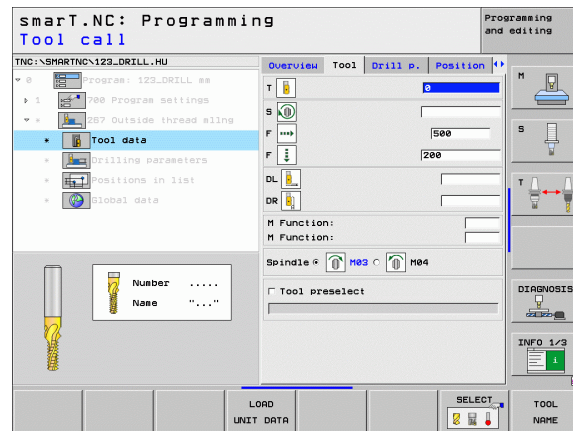 smarT.NC: Programming
Tool call
Programming
and editing
TNC:\SMARTNC\123_DRILL.HU
0 Program: 123_DRILL mm
1 700 Program settings
267 Outside thread mllng
* Tool data
* Drilling parameters
* Positions in list
* Global data
Number .....
Name "..."
Overview Tool Drill p. Position
T 0
S
F 500
F 200
DL
DR
M Function:
M Function:
Spindle M03 M04
Tool preselect
M
S
T
DIAGNOSIS
INFO 1/3
LOAD
UNIT DATA
SELECT
TOOL
NAME